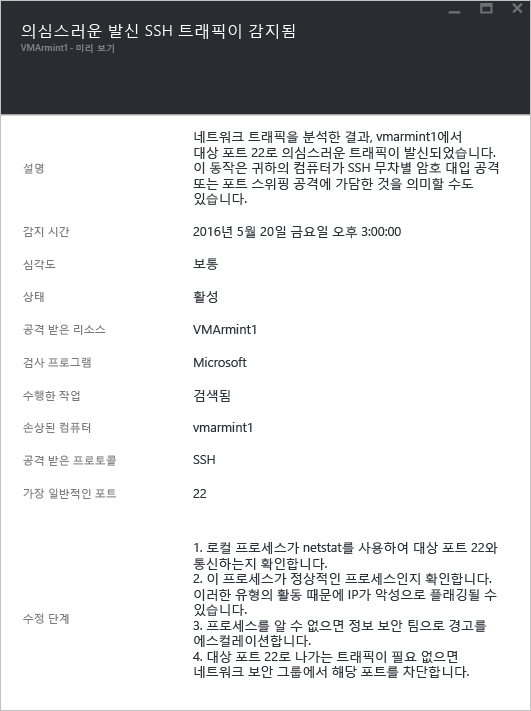 의심스러운 발신 SSH 트래픽이 감지됨
VMArmint1 - 미리 보기
설명
네트워크 트래픽을 분석한 결과, vmarmint1에서
대상 포트 22로 의심스러운 트래픽이 발신되었습니다.
이 동작은 귀하의 컴퓨터가 SSH 무차별 암호 대입 공격
또는 포트 스위핑 공격에 가담한 것을 의미할 수도
있습니다.
감지 시간
2016년 5월 20일 금요일 오후 3:00:00
심각도
보통
상태
활성
공격 받은 리소스
VMArmint1
검사 프로그램
Microsoft
수행한 작업
검색됨
손상된 컴퓨터
vmarmint1
공격 받은 프로토콜
SSH
가장 일반적인 포트
22
수정 단계
1. 로컬 프로세스가 netstat를 사용하여 대상 포트 22와
통신하는지 확인합니다.
2. 이 프로세스가 정상적인 프로세스인지 확인합니다.
이러한 유형의 활동 때문에 IP가 악성으로 플래깅될 수
있습니다.
3. 프로세스를 알 수 없으면 정보 보안 팀으로 경고를
에스컬레이션합니다.
4. 대상 포트 22로 나가는 트래픽이 필요 없으면
네트워크 보안 그룹에서 해당 포트를 차단합니다.